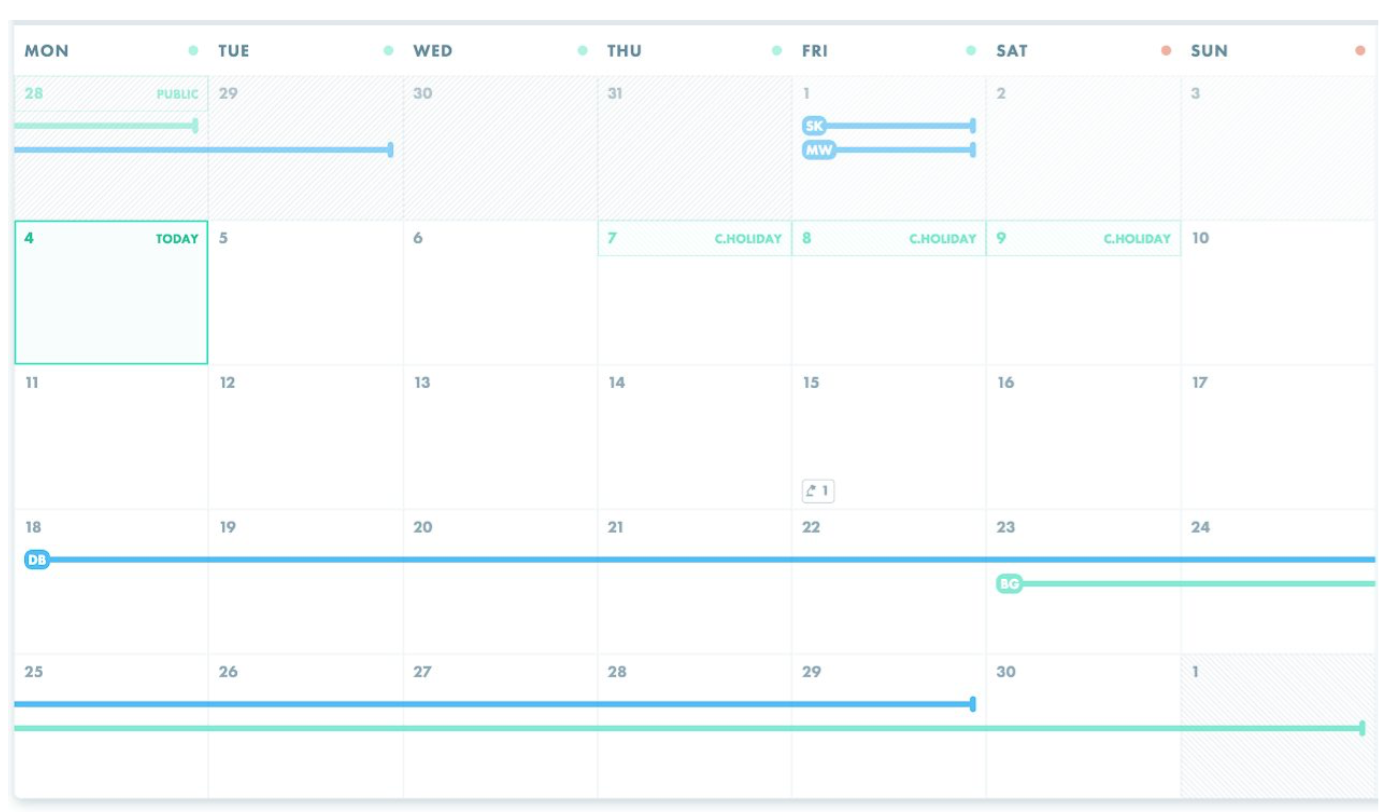 MON TUE WED THU FRI SAT SUN
28 PUBLIC 29 30 31 1 2 3
SK
MW
4 TODAY 5 6 7 C.HOLIDAY 8 C.HOLIDAY 9 C.HOLIDAY 10
11 12 13 14 15 16 17
1
18 19 20 21 22 23 24
DB
BG
25 26 27 28 29 30 1